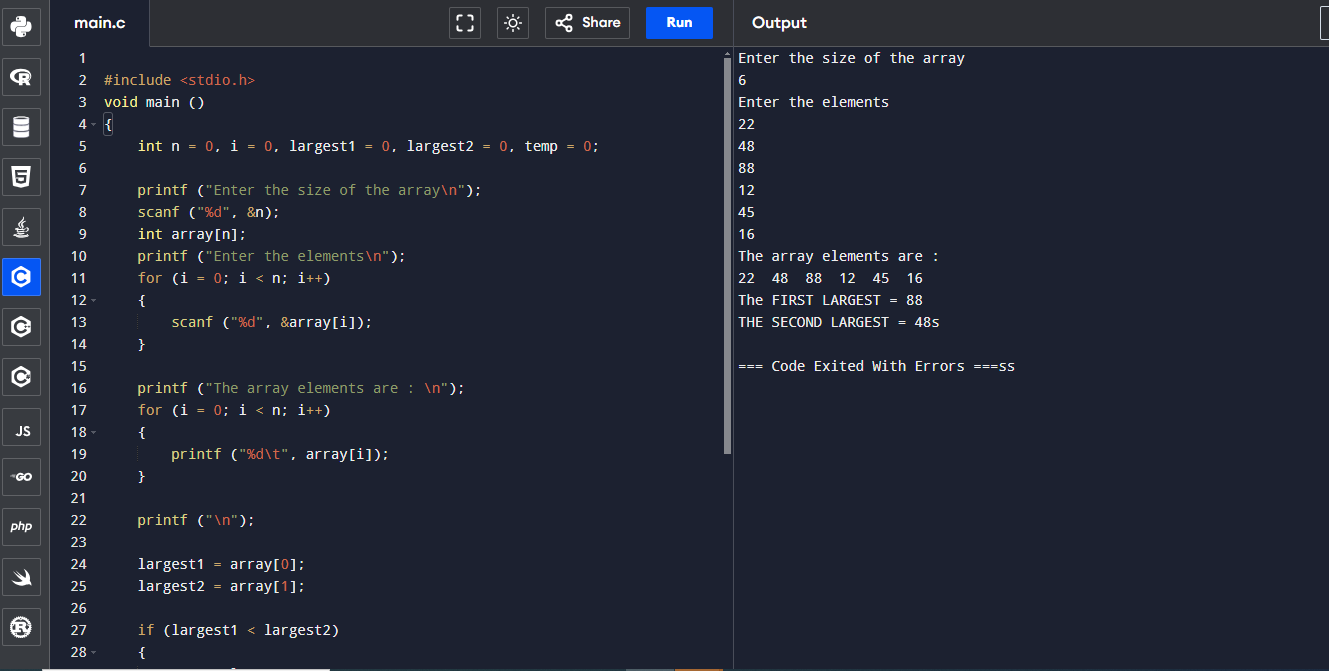 main.c
Share
Run
Output
1
2 #include <stdio.h>
3 void main ()
4 {
5 int n = 0, i = 0, largest1 = 0, largest2 = 0, temp = 0;
6
7 printf ("Enter the size of the array\n");
8 scanf ("%d", &n);
9 int array[n];
10 printf ("Enter the elements\n");
11 for (i = 0; i < n; i++)
12 {
13 scanf ("%d", &array[i]);
14 }
15
16 printf ("The array elements are : \n");
17 for (i = 0; i < n; i++)
18 {
19 printf ("%d\t", array[i]);
20 }
21
22 printf ("\n");
23
24 largest1 = array[0];
25 largest2 = array[1];
26
27 if (largest1 < largest2)
28 {
Enter the size of the array
6
Enter the elements
22
48
88
12
45
16
The array elements are :
22 48 88 12 45 16
The FIRST LARGEST = 88
THE SECOND LARGEST = 48s
=== Code Exited With Errors ===ss
R
5
C
C
C
JS
GO
php
R